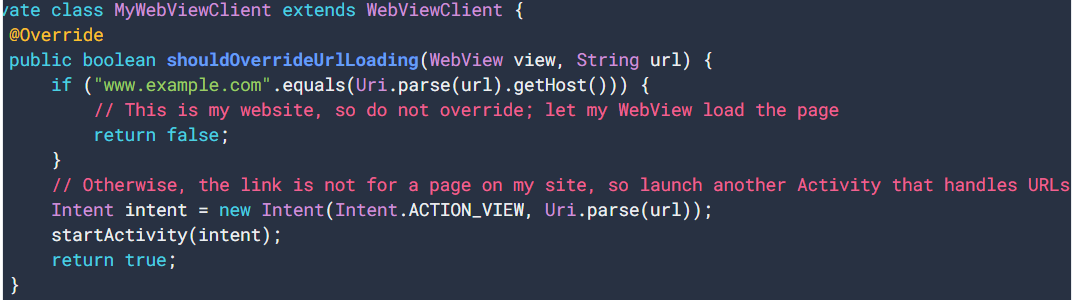 vate class MyWebViewClient extends WebViewClient {
@Override
public boolean shouldOverrideUrlLoading(WebView view, String url) {
if ("www.example.com".equals(Uri.parse(url).getHost())) {
// This is my website, so do not override; let my WebView load the page
return false;
}
// Otherwise, the link is not for a page on my site, so launch another Activity that handles URLs
Intent intent = new Intent(Intent.ACTION_VIEW, Uri.parse(url));
startActivity(intent);
return true;
}